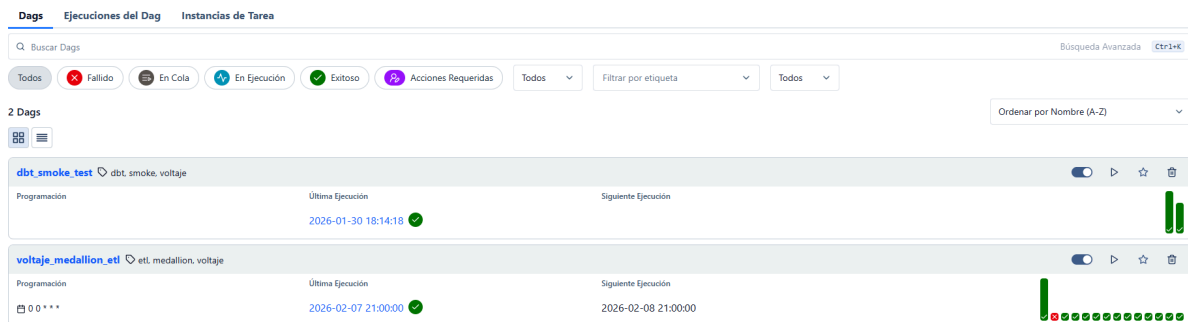 Dags Ejecuciones del Dag Instancias de Tarea
Buscar Dags Búsqueda Avanzada Ctrl+K
Todos Fallido En Cola En Ejecución Exitoso Acciones Requeridas Todos Filtrar por etiqueta Todos
2 Dags Ordenar por Nombre (A-Z)
dbt_smoke_test dbt, smoke, voltaje
Programación Última Ejecución Siguiente Ejecución
2026-01-30 18:14:18
voltaje_medallion_etl etl, medallion, voltaje
Programación Última Ejecución Siguiente Ejecución
0 0 * * * 2026-02-07 21:00:00 2026-02-08 21:00:00